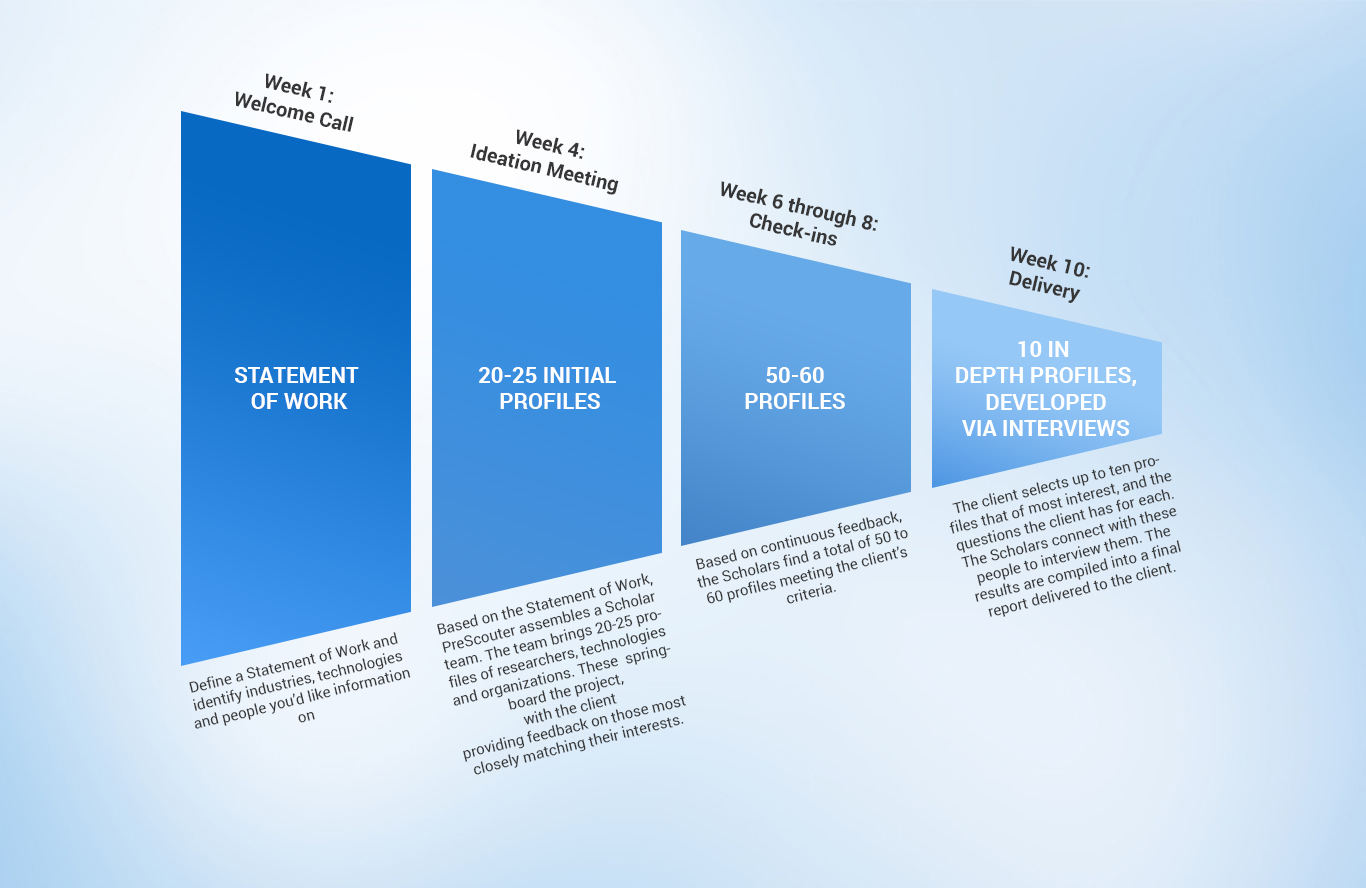 Week 1:
Welcome Call
STATEMENT
OF WORK
Define a Statement of Work and
identify industries, technologies
and people you'd like information
on
Week 4:
Ideation Meeting
20-25 INITIAL
PROFILES
Based on the Statement of Work,
PreScouter assembles a Scholar
team. The team brings 20-25 pro-
files of researchers, technologies
and organizations. These spring-
board the project,
with the client
providing feedback on those most
closely matching their interests.
Week 6 through 8:
Check-ins
50-60
PROFILES
Based on continuous feedback,
the Scholars find a total of 50 to
60 profiles meeting the client's
criteria.
Week 10:
Delivery
10 IN
DEPTH PROFILES,
DEVELOPED
VIA INTERVIEWS
The client selects up to ten pro-
files that of most interest, and the
questions the client has for each.
The Scholars connect with these
people to interview them. The
results are compiled into a final
report delivered to the client.